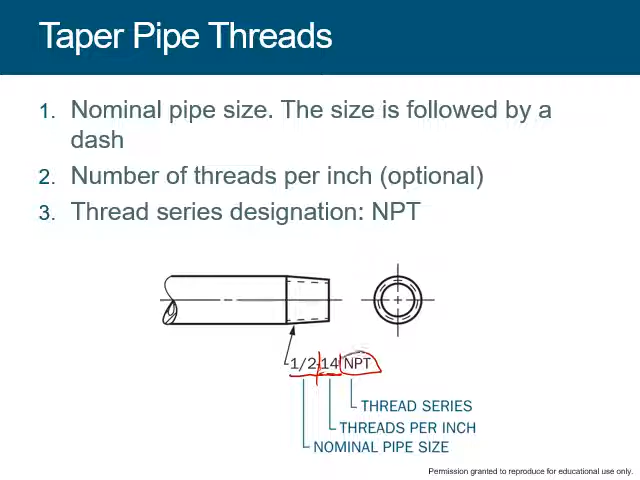 Taper Pipe Threads
1. Nominal pipe size. The size is followed by a
dash
2. Number of threads per inch (optional)
3. Thread series designation: NPT
1/2-14 NPT
THREAD SERIES
THREADS PER INCH
NOMINAL PIPE SIZE
Permission granted to reproduce for educational use only.